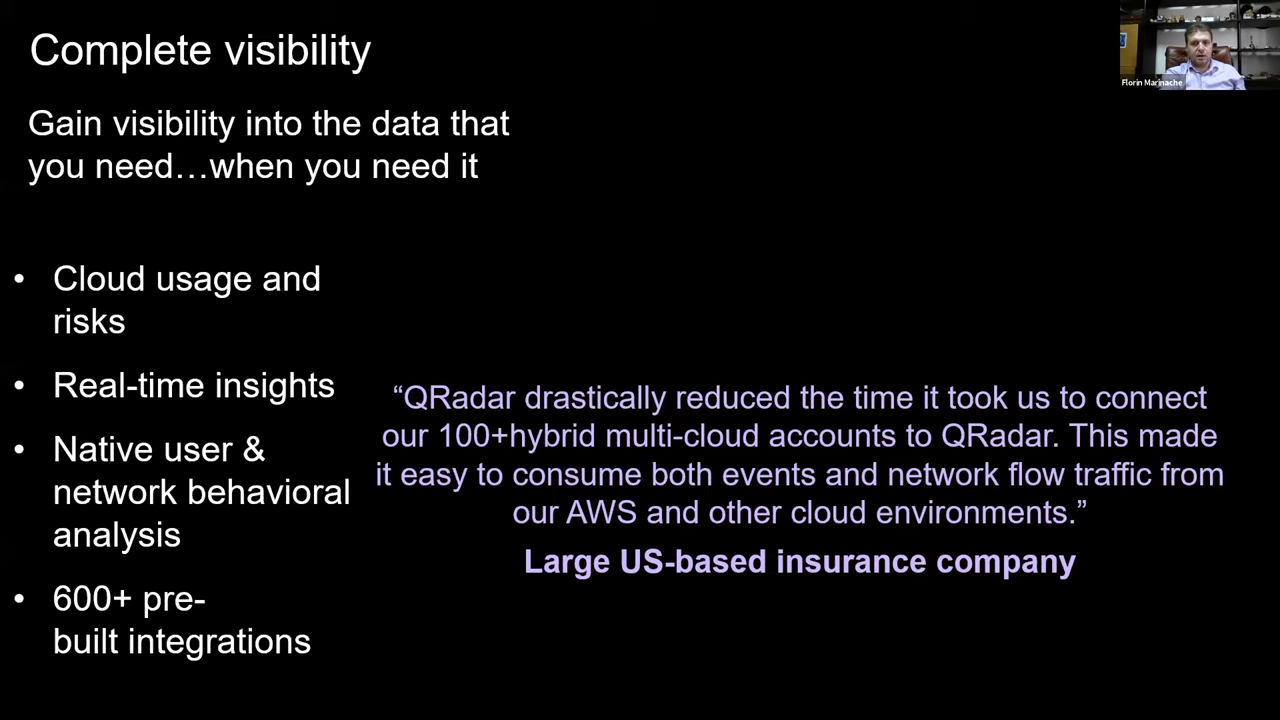 Complete visibility
Florin Marinache
Gain visibility into the data that
you need…when you need it
• Cloud usage and
risks
• Real-time insights
• Native user &
network behavioral
analysis
• 600+ pre-
built integrations
“QRadar drastically reduced the time it took us to connect
our 100+hybrid multi-cloud accounts to QRadar. This made
it easy to consume both events and network flow traffic from
our AWS and other cloud environments.”
Large US-based insurance company